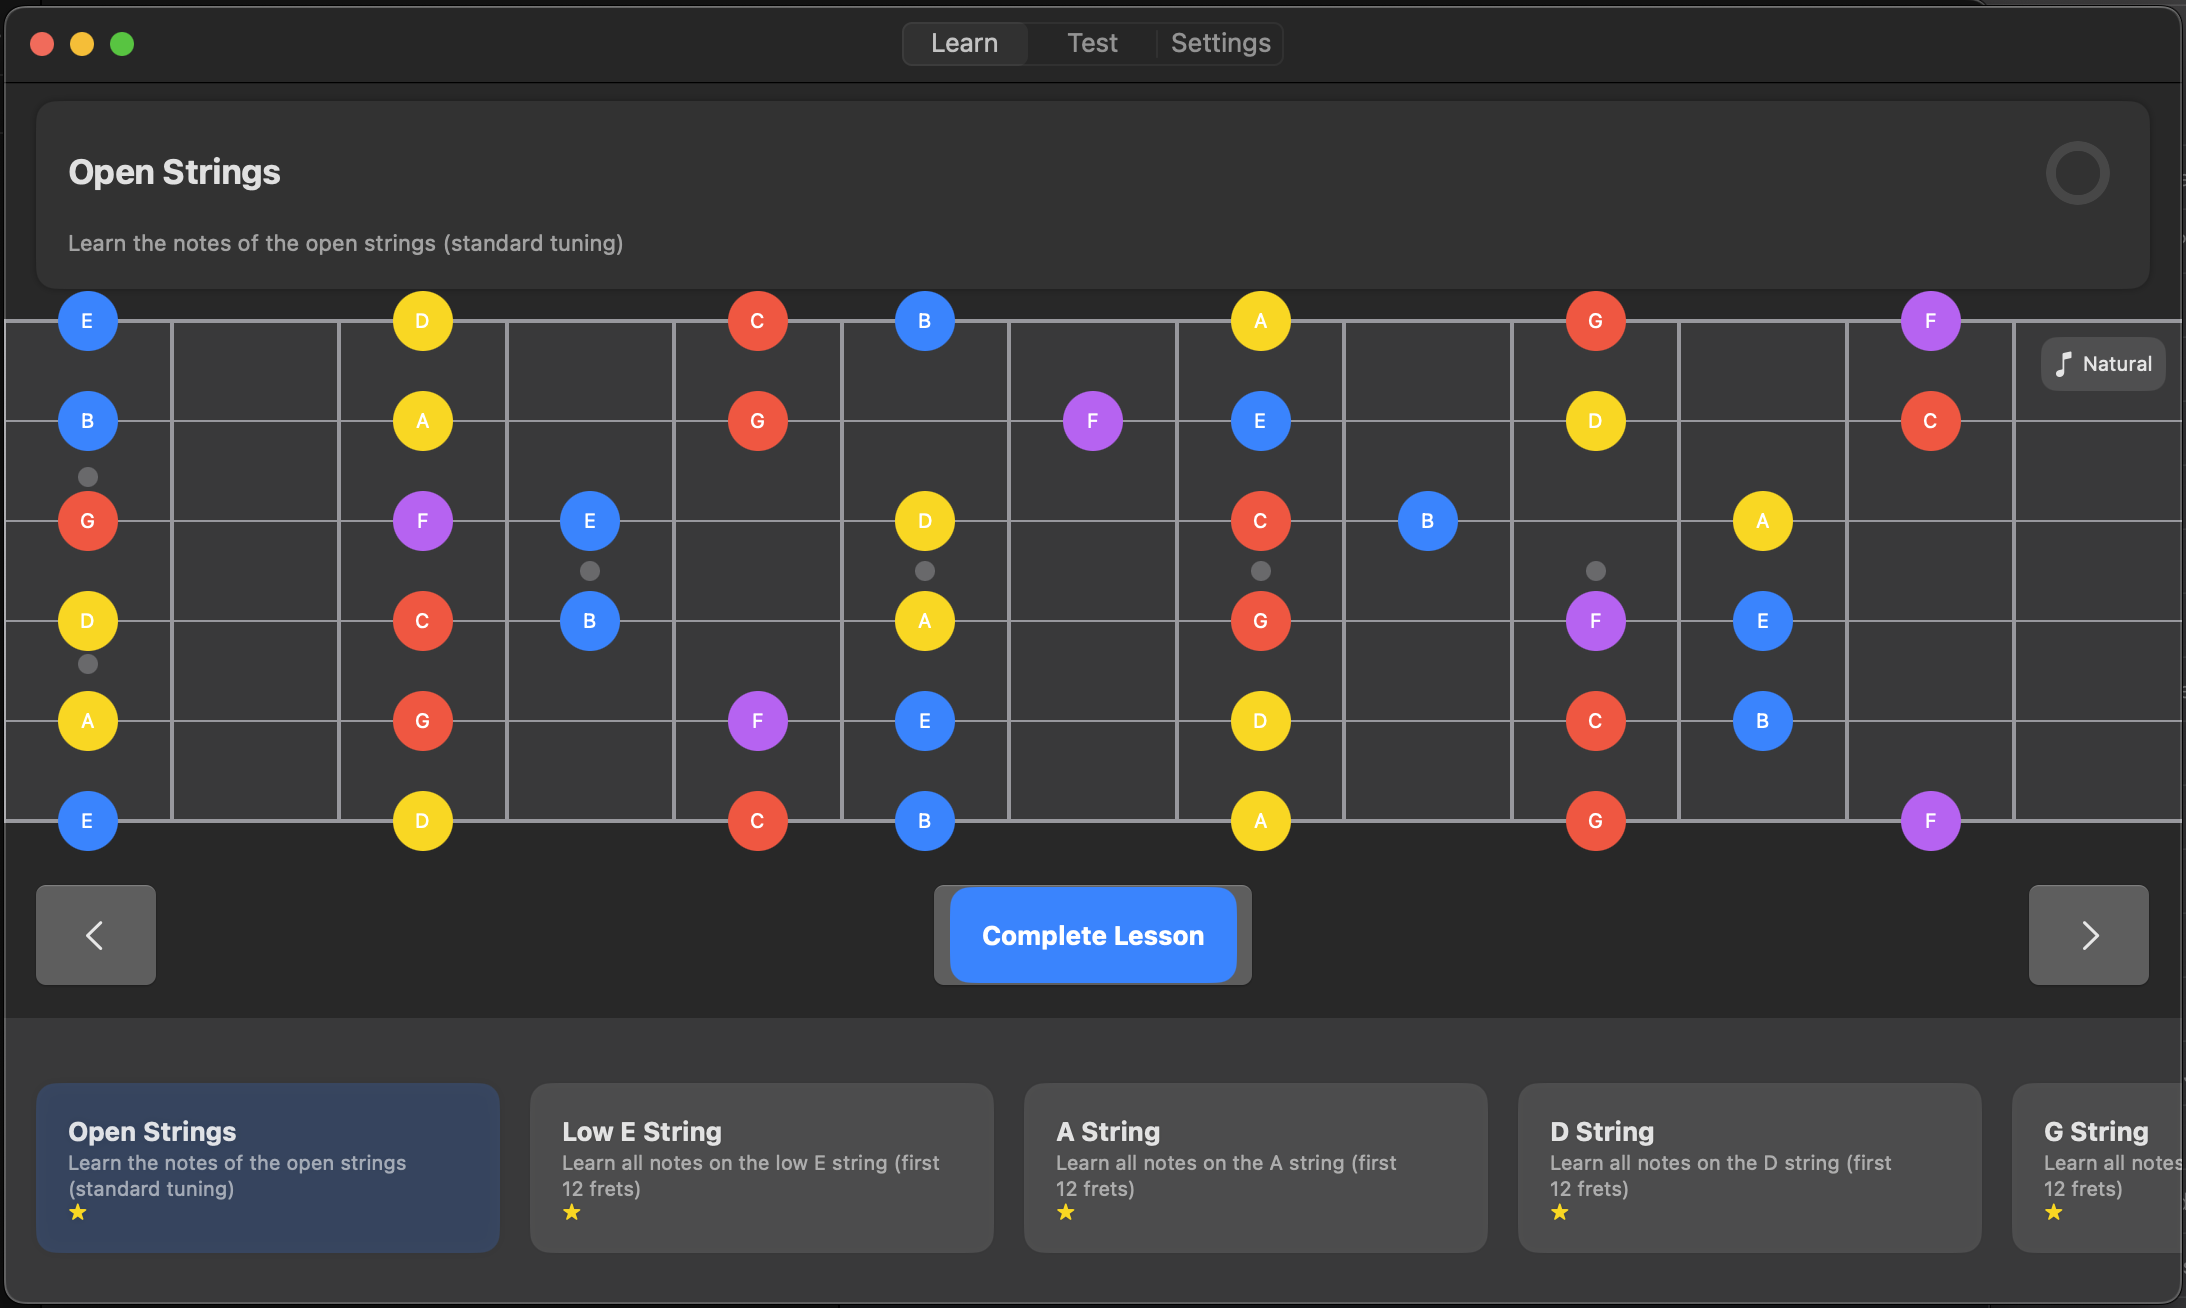 Learn Test Settings
Open Strings
Learn the notes of the open strings (standard tuning)
E D C B A G F
Natural
B A G F E D C
G F E D C B A
D C B A G F E
A G F E D C B
E D C B A G F
Complete Lesson
Open Strings
Learn the notes of the open strings
(standard tuning)
Low E String
Learn all notes on the low E string (first
12 frets)
A String
Learn all notes on the A string (first
12 frets)
D String
Learn all notes on the D string (first
12 frets)
G String
Learn all notes
12 frets)